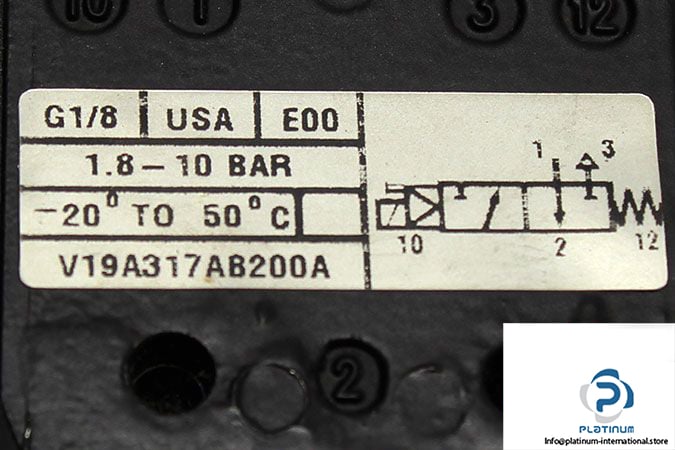 10 1 3 12
G1/8 USA E00
1.8 – 10 BAR
–20° TO 50° C
V19A317AB200A
1 3
10 2 12
2
PLATINUM
Info@platinum-international.store